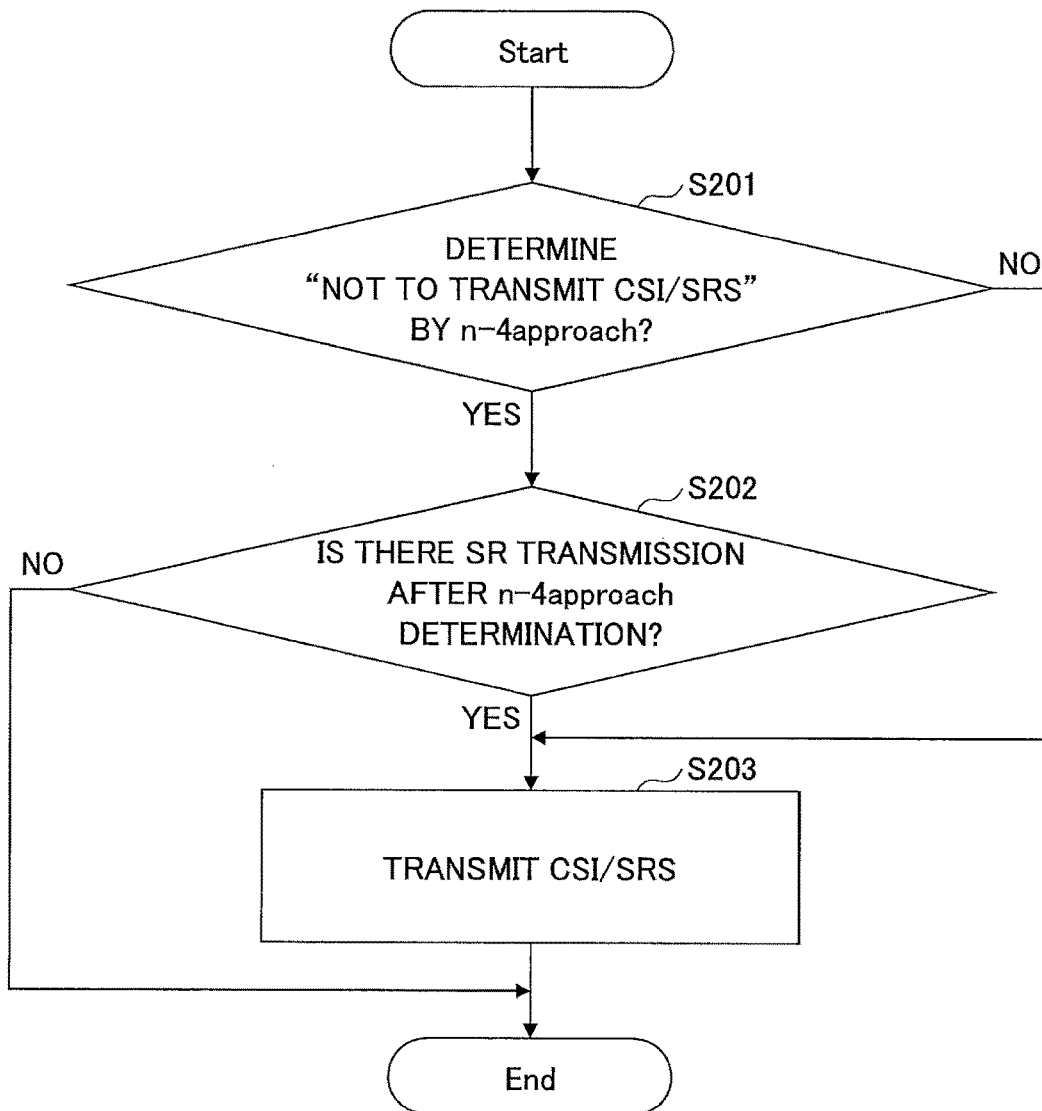 Start
S201
DETERMINE
“NOT TO TRANSMIT CSI/SRS”
BY n-4approach?
NO
YES
S202
NO
IS THERE SR TRANSMISSION
AFTER n-4approach
DETERMINATION?
YES
S203
TRANSMIT CSI/SRS
End